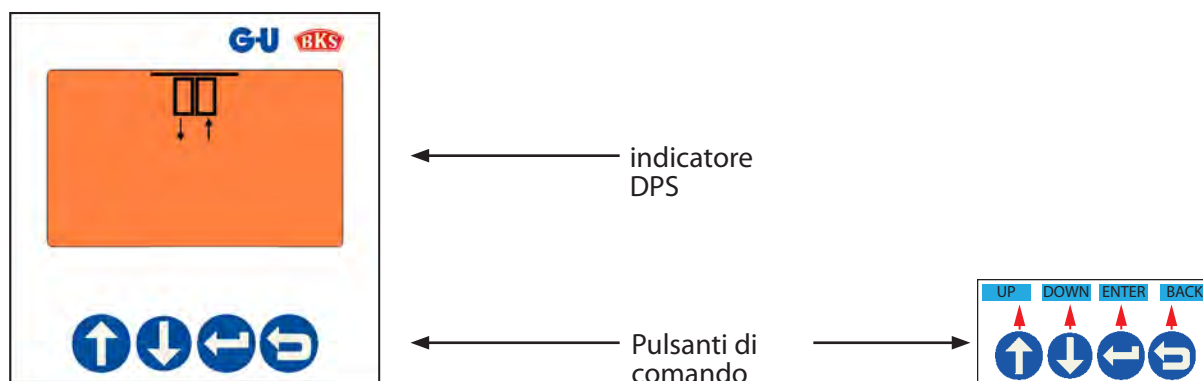 G-U BKS
indicatore
DPS
UP DOWN ENTER BACK
Pulsanti di
comando